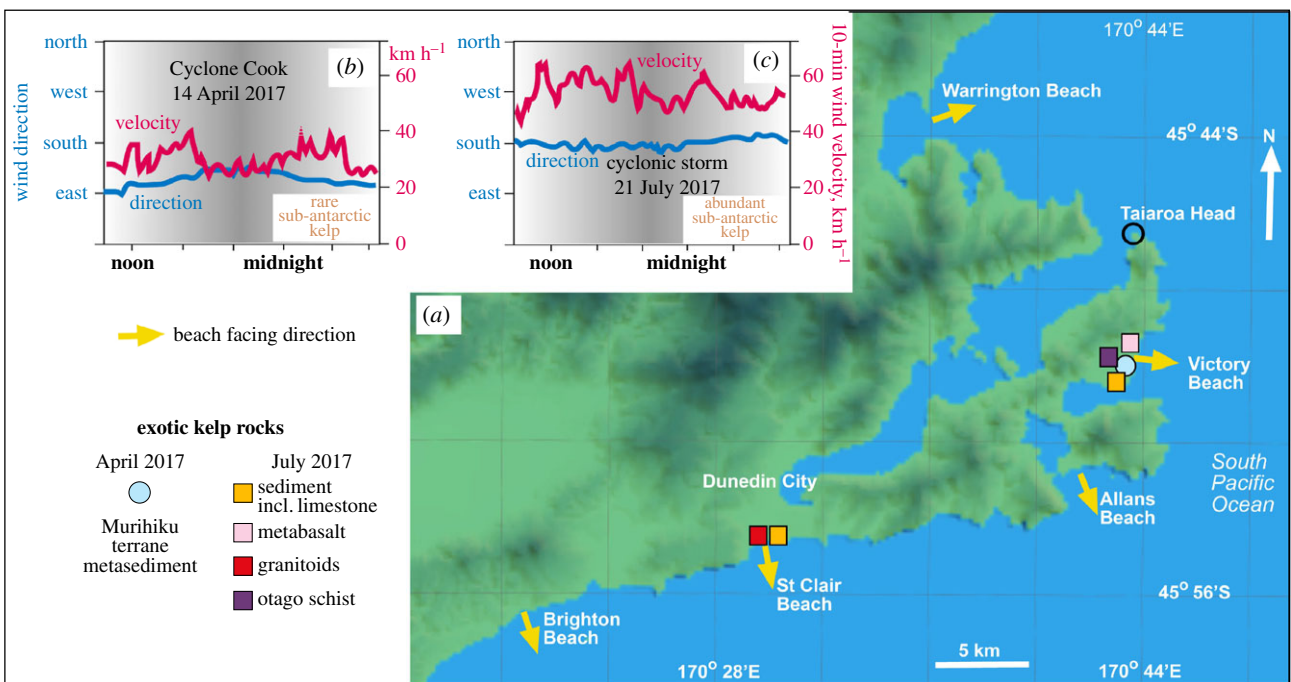 north
west
south
east
wind direction
km h⁻¹
60
40
20
0
(b)
Cyclone Cook
14 April 2017
velocity
direction
rare
sub-antarctic
kelp
noon
midnight
north
west
south
east
(c)
velocity
direction
cyclonic storm
21 July 2017
abundant
sub-antarctic
kelp
noon
midnight
60
40
20
0
10-min wind velocity, km h⁻¹
beach facing direction
exotic kelp rocks
April 2017
Murihiku
terrane
metasediment
July 2017
sediment
incl. limestone
metabasalt
granitoids
otago schist
(a)
170° 44'E
Warrington Beach
45° 44'S
N
Taiaroa Head
Victory
Beach
South
Pacific
Ocean
Dunedin City
Allans
Beach
St Clair
Beach
45° 56'S
Brighton
Beach
5 km
170° 28'E
170° 44'E